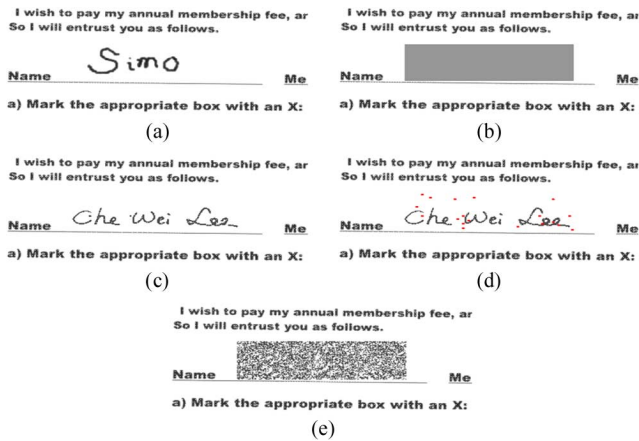 I wish to pay my annual membership fee, ar
So I will entrust you as follows.
Name Simo Me
a) Mark the appropriate box with an X:
(a)
I wish to pay my annual membership fee, ar
So I will entrust you as follows.
Name Me
a) Mark the appropriate box with an X:
(b)
I wish to pay my annual membership fee, ar
So I will entrust you as follows.
Name Che Wei Lee Me
a) Mark the appropriate box with an X:
(c)
I wish to pay my annual membership fee, ar
So I will entrust you as follows.
Name Che Wei Lee Me
a) Mark the appropriate box with an X:
(d)
I wish to pay my annual membership fee, ar
So I will entrust you as follows.
Name Me
a) Mark the appropriate box with an X:
(e)